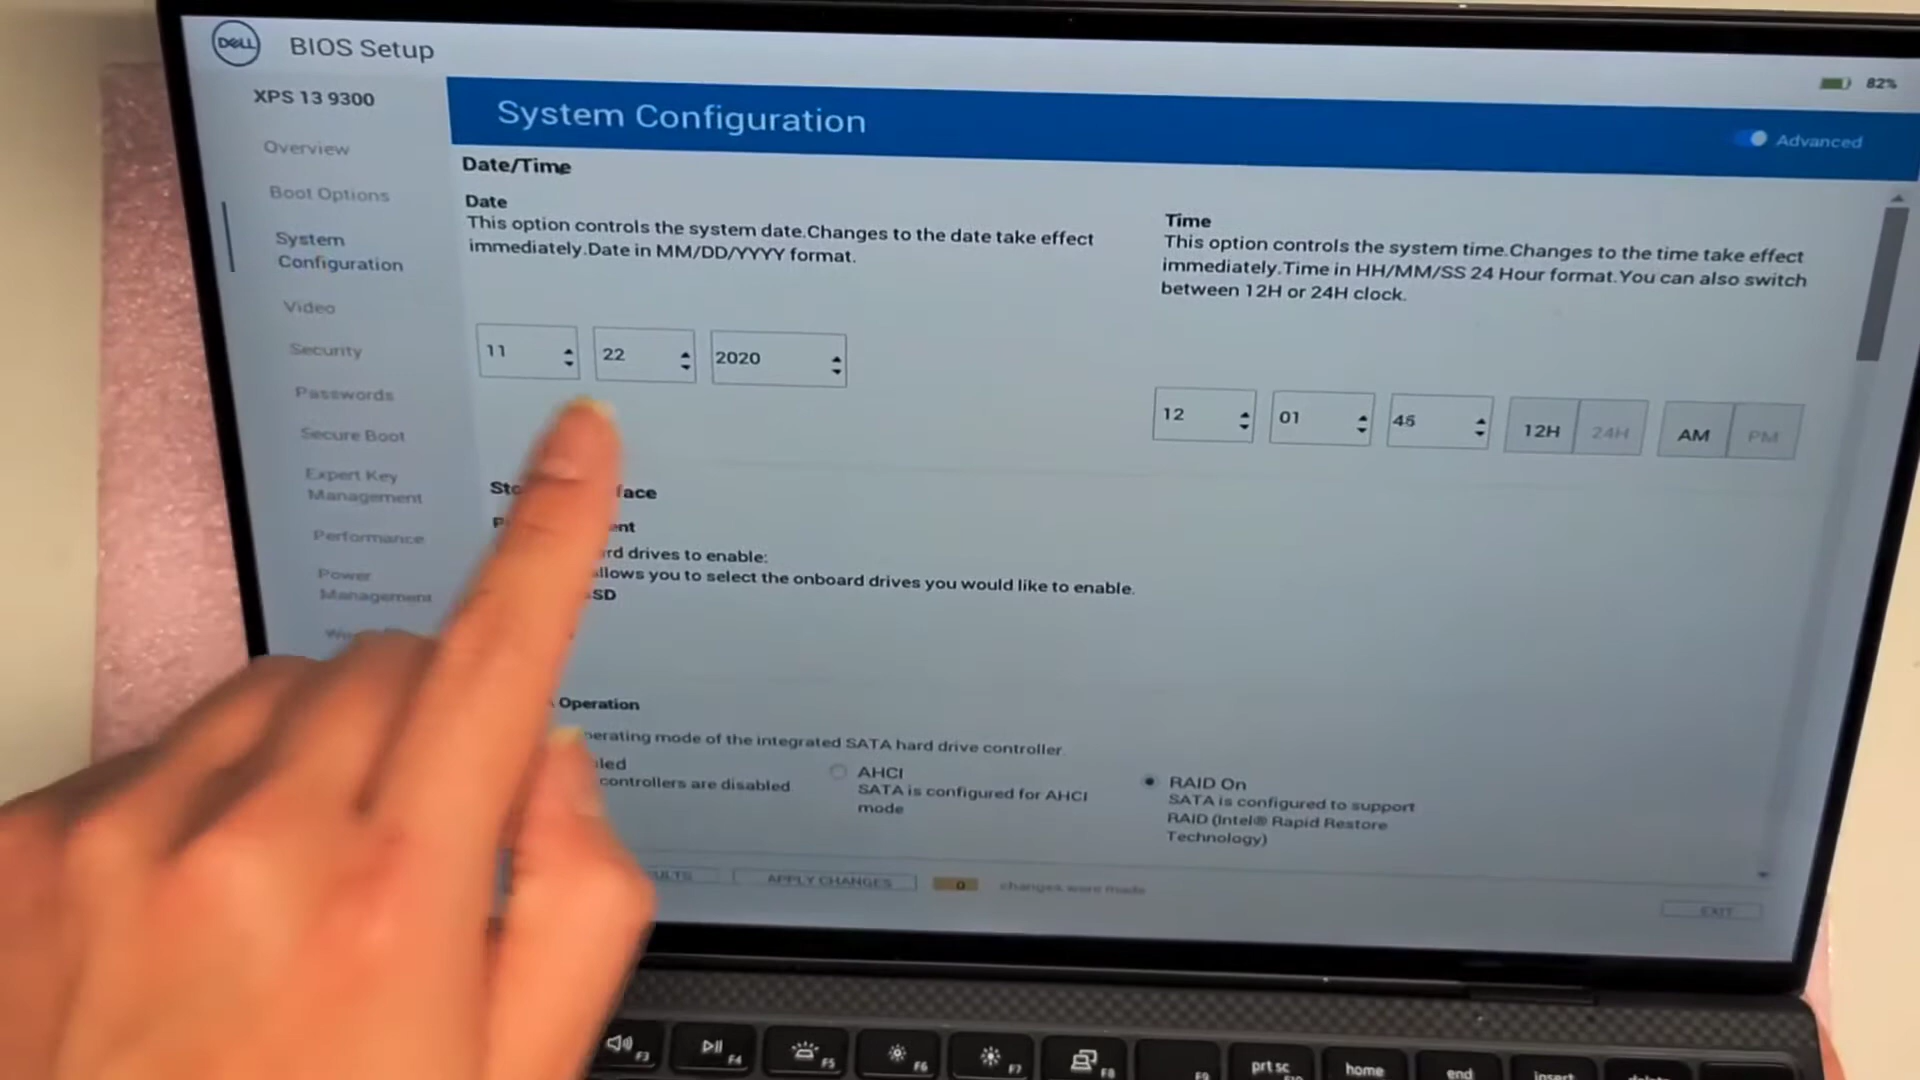 DELL
BIOS Setup
82%
XPS 13 9300
System Configuration
Advanced
Overview
Boot Options
System
Configuration
Video
Security
Passwords
Secure Boot
Expert Key
Management
Performance
Power
Management
Date/Time
Date
This option controls the system date.Changes to the date take effect
immediately.Date in MM/DD/YYYY format.
11 22 2020
Time
This option controls the system time.Changes to the time take effect
immediately.Time in HH/MM/SS 24 Hour format.You can also switch
between 12H or 24H clock.
12 01 45 12H 24H AM PM
Sto face
ent
rd drives to enable:
llows you to select the onboard drives you would like to enable.
SD
Operation
erating mode of the integrated SATA hard drive controller.
led
controllers are disabled
AHCI
SATA is configured for AHCI
mode
RAID On
SATA is configured to support
RAID (Intel® Rapid Restore
Technology)
ULTS APPLY CHANGES 0 changes were made
EXIT
F3 F4 F5 F6 F7 F8 F9 prt sc F10 home end insert delete